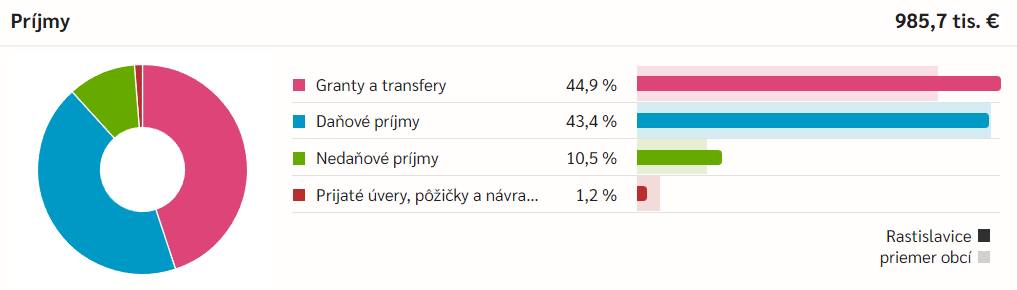 Príjmy 985,7 tis. €
Granty a transfery 44,9 %
Daňové príjmy 43,4 %
Nedaňové príjmy 10,5 %
Prijaté úvery, pôžičky a návra... 1,2 %
Rastislavice
priemer obcí